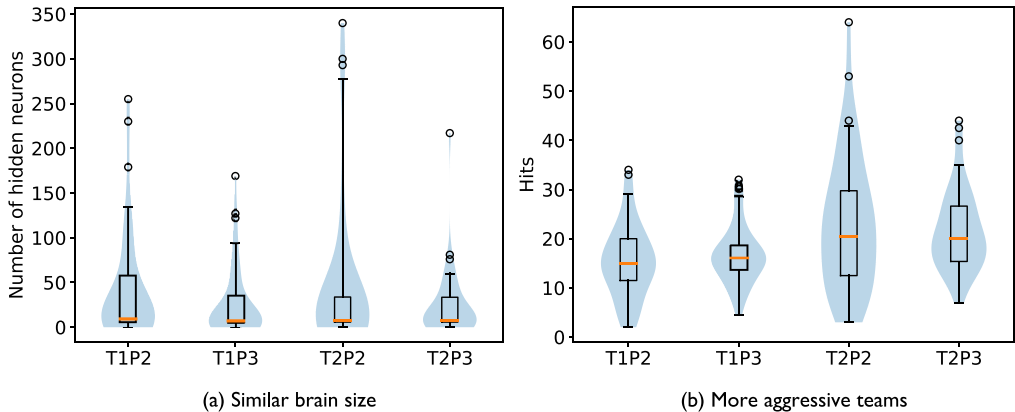 350
300
250
200
150
100
50
0
Number of hidden neurons
T1P2 T1P3 T2P2 T2P3
(a) Similar brain size
60
50
40
30
20
10
0
Hits
T1P2 T1P3 T2P2 T2P3
(b) More aggressive teams